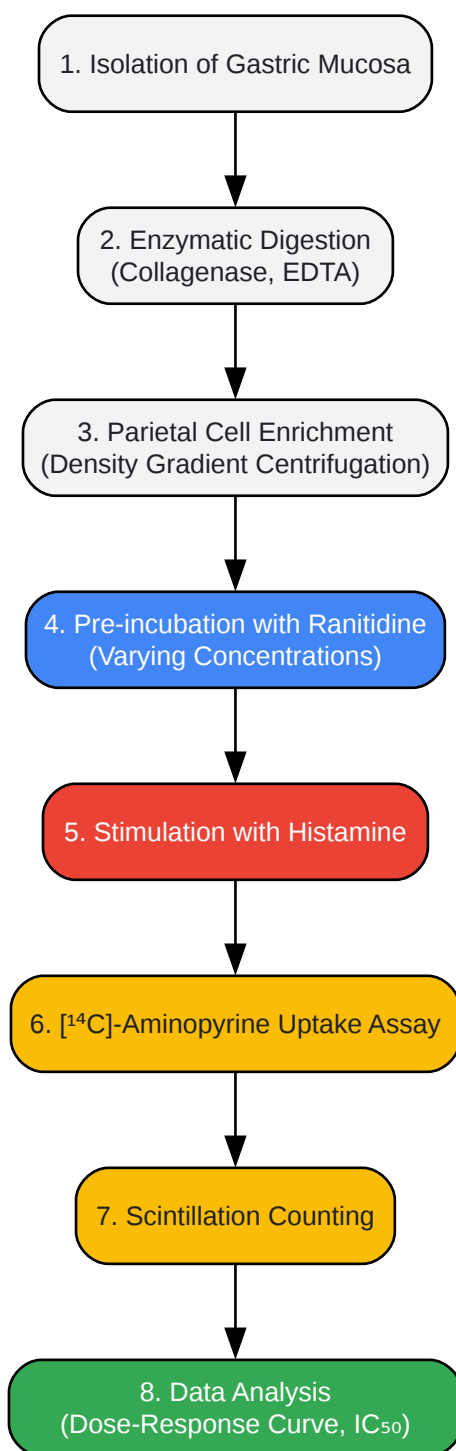 1. Isolation of Gastric Mucosa
2. Enzymatic Digestion
(Collagenase, EDTA)
3. Parietal Cell Enrichment
(Density Gradient Centrifugation)
4. Pre-incubation with Ranitidine
(Varying Concentrations)
5. Stimulation with Histamine
6. [¹⁴C]-Aminopyrine Uptake Assay
7. Scintillation Counting
8. Data Analysis
(Dose-Response Curve, IC₅₀)